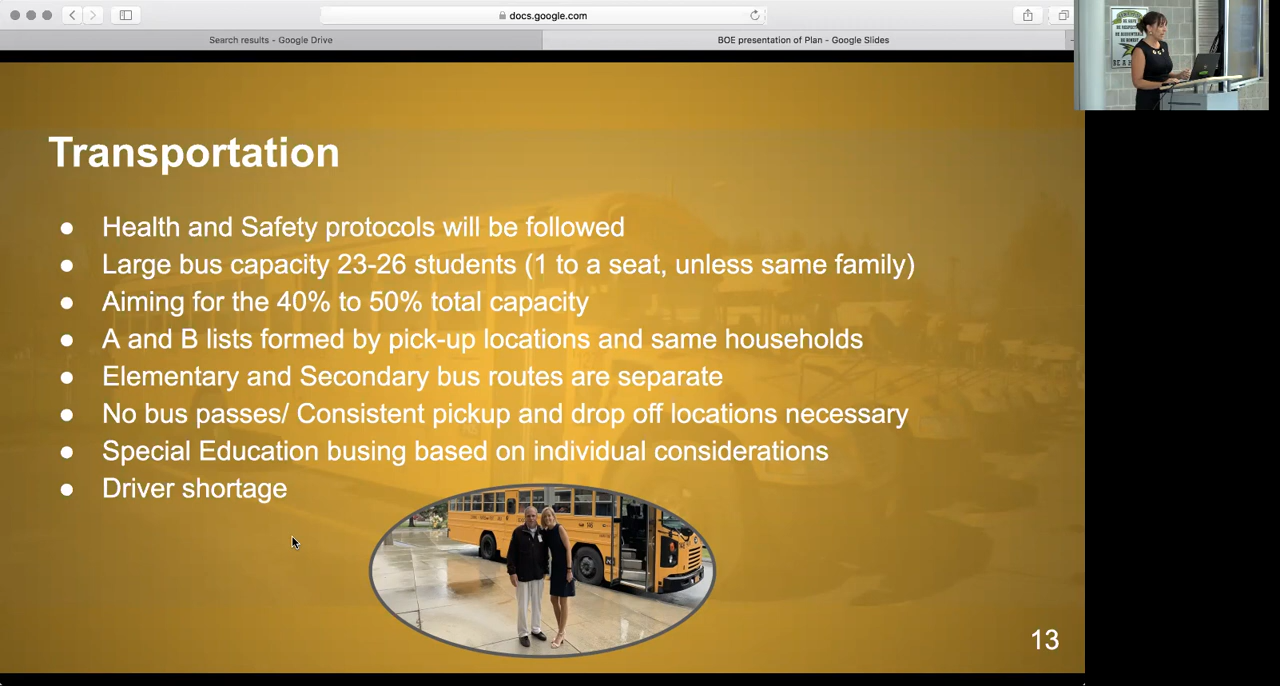 docs.google.com
Search results - Google Drive
BOE presentation of Plan - Google Slides
Transportation
● Health and Safety protocols will be followed
● Large bus capacity 23-26 students (1 to a seat, unless same family)
● Aiming for the 40% to 50% total capacity
● A and B lists formed by pick-up locations and same households
● Elementary and Secondary bus routes are separate
● No bus passes/ Consistent pickup and drop off locations necessary
● Special Education busing based on individual considerations
● Driver shortage
13